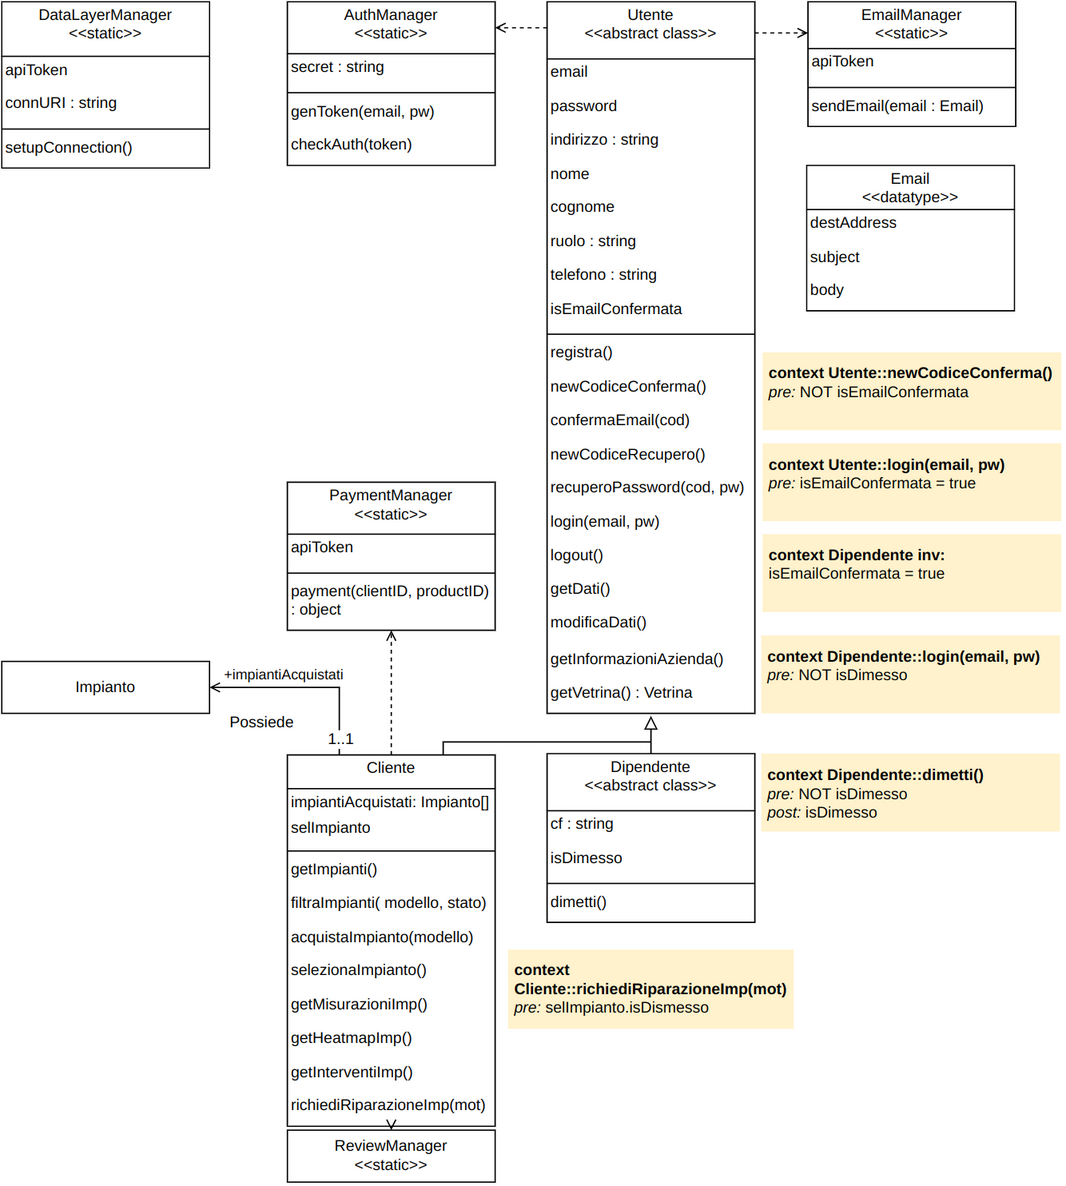 DataLayerManager
<<static>>
apiToken
connURI : string
setupConnection()
AuthManager
<<static>>
secret : string
genToken(email, pw)
checkAuth(token)
Utente
<<abstract class>>
email
password
indirizzo : string
nome
cognome
ruolo : string
telefono : string
isEmailConfermata
registra()
newCodiceConferma()
confermaEmail(cod)
newCodiceRecupero()
recuperoPassword(cod, pw)
login(email, pw)
logout()
getDati()
modificaDati()
getInformazioniAzienda()
getVetrina() : Vetrina
EmailManager
<<static>>
apiToken
sendEmail(email : Email)
Email
<<datatype>>
destAddress
subject
body
context Utente::newCodiceConferma()
pre: NOT isEmailConfermata
context Utente::login(email, pw)
pre: isEmailConfermata = true
context Dipendente inv:
isEmailConfermata = true
context Dipendente::login(email, pw)
pre: NOT isDimesso
context Dipendente::dimetti()
pre: NOT isDimesso
post: isDimesso
PaymentManager
<<static>>
apiToken
payment(clientID, productID)
: object
Impianto
+impiantiAcquistati
Possiede
1..1
Cliente
impiantiAcquistati: Impianto[]
selImpianto
getImpianti()
filtraImpianti( modello, stato)
acquistaImpianto(modello)
selezionaImpianto()
getMisurazioniImp()
getHeatmapImp()
getInterventiImp()
richiediRiparazioneImp(mot)
Dipendente
<<abstract class>>
cf : string
isDimesso
dimetti()
context
Cliente::richiediRiparazioneImp(mot)
pre: selImpianto.isDismesso
ReviewManager
<<static>>